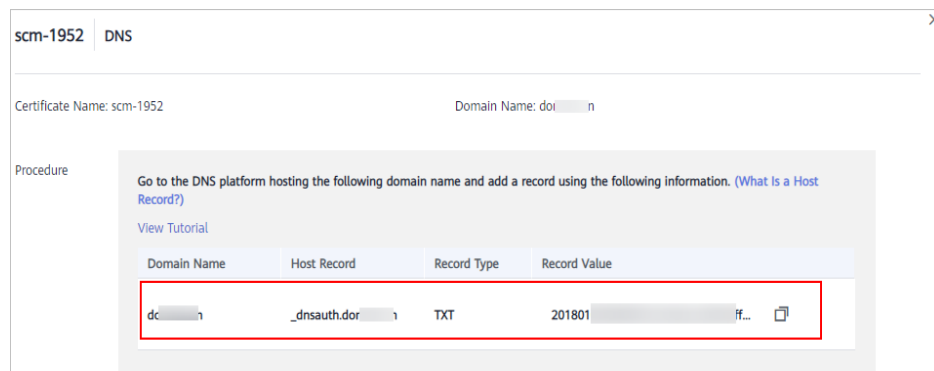 scm-1952 DNS
Certificate Name: scm-1952 Domain Name:
Procedure
Go to the DNS platform hosting the following domain name and add a record using the following information. (What Is a Host
Record?)
View Tutorial
Domain Name Host Record Record Type Record Value
TXT